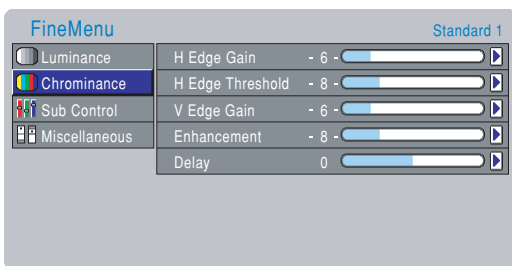 FineMenu Standard 1
Luminance
Chrominance
Sub Control
Miscellaneous
H Edge Gain - 6 -
H Edge Threshold - 8 -
V Edge Gain - 6 -
Enhancement - 8 -
Delay 0